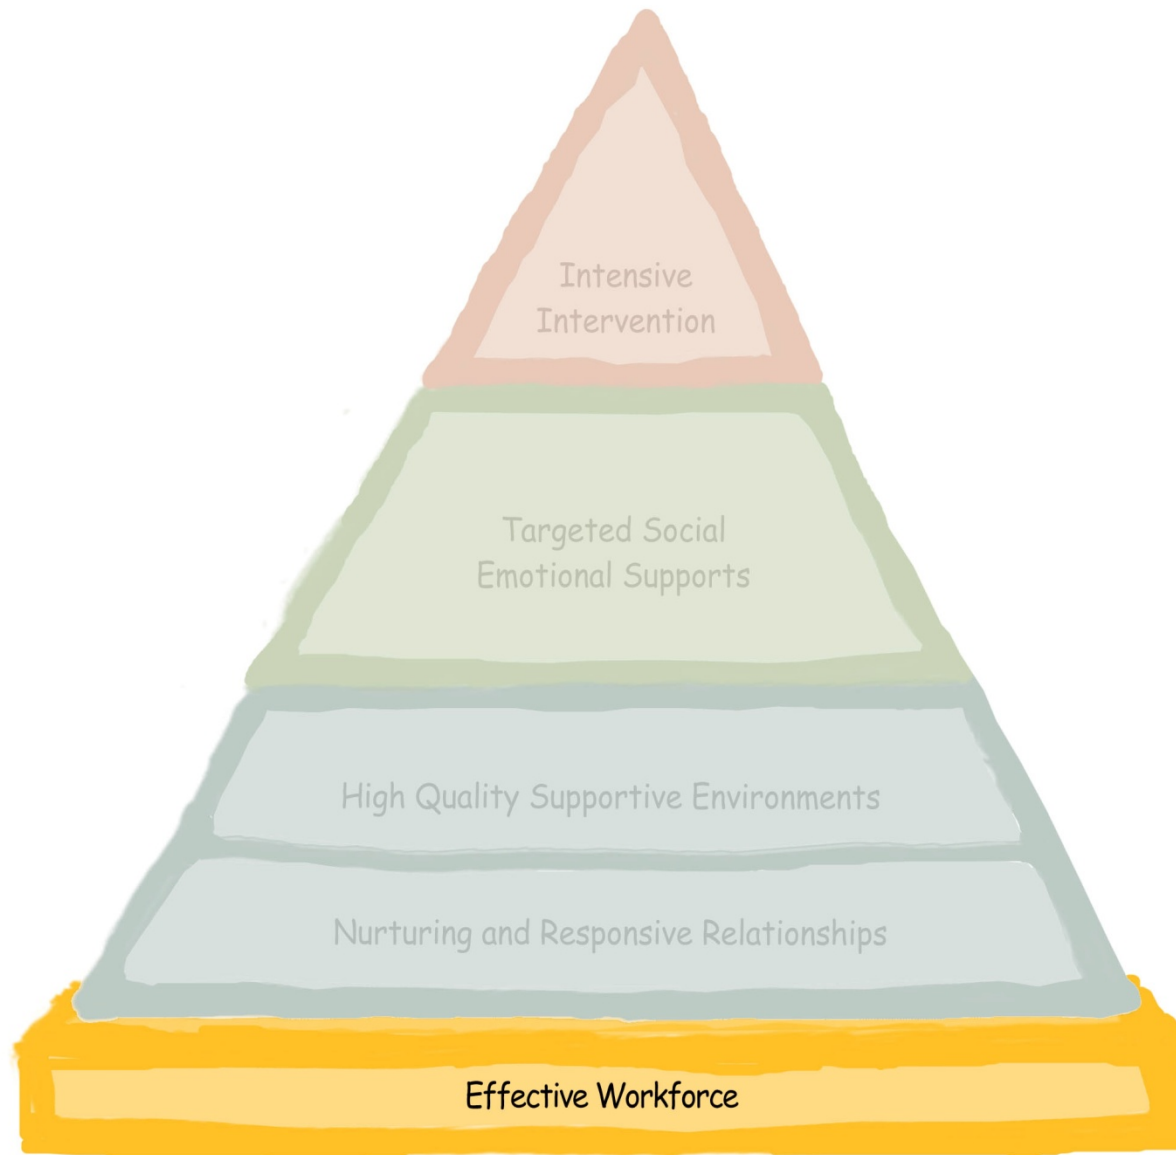 Intensive
Intervention
Targeted Social
Emotional Supports
High Quality Supportive Environments
Nurturing and Responsive Relationships
Effective Workforce